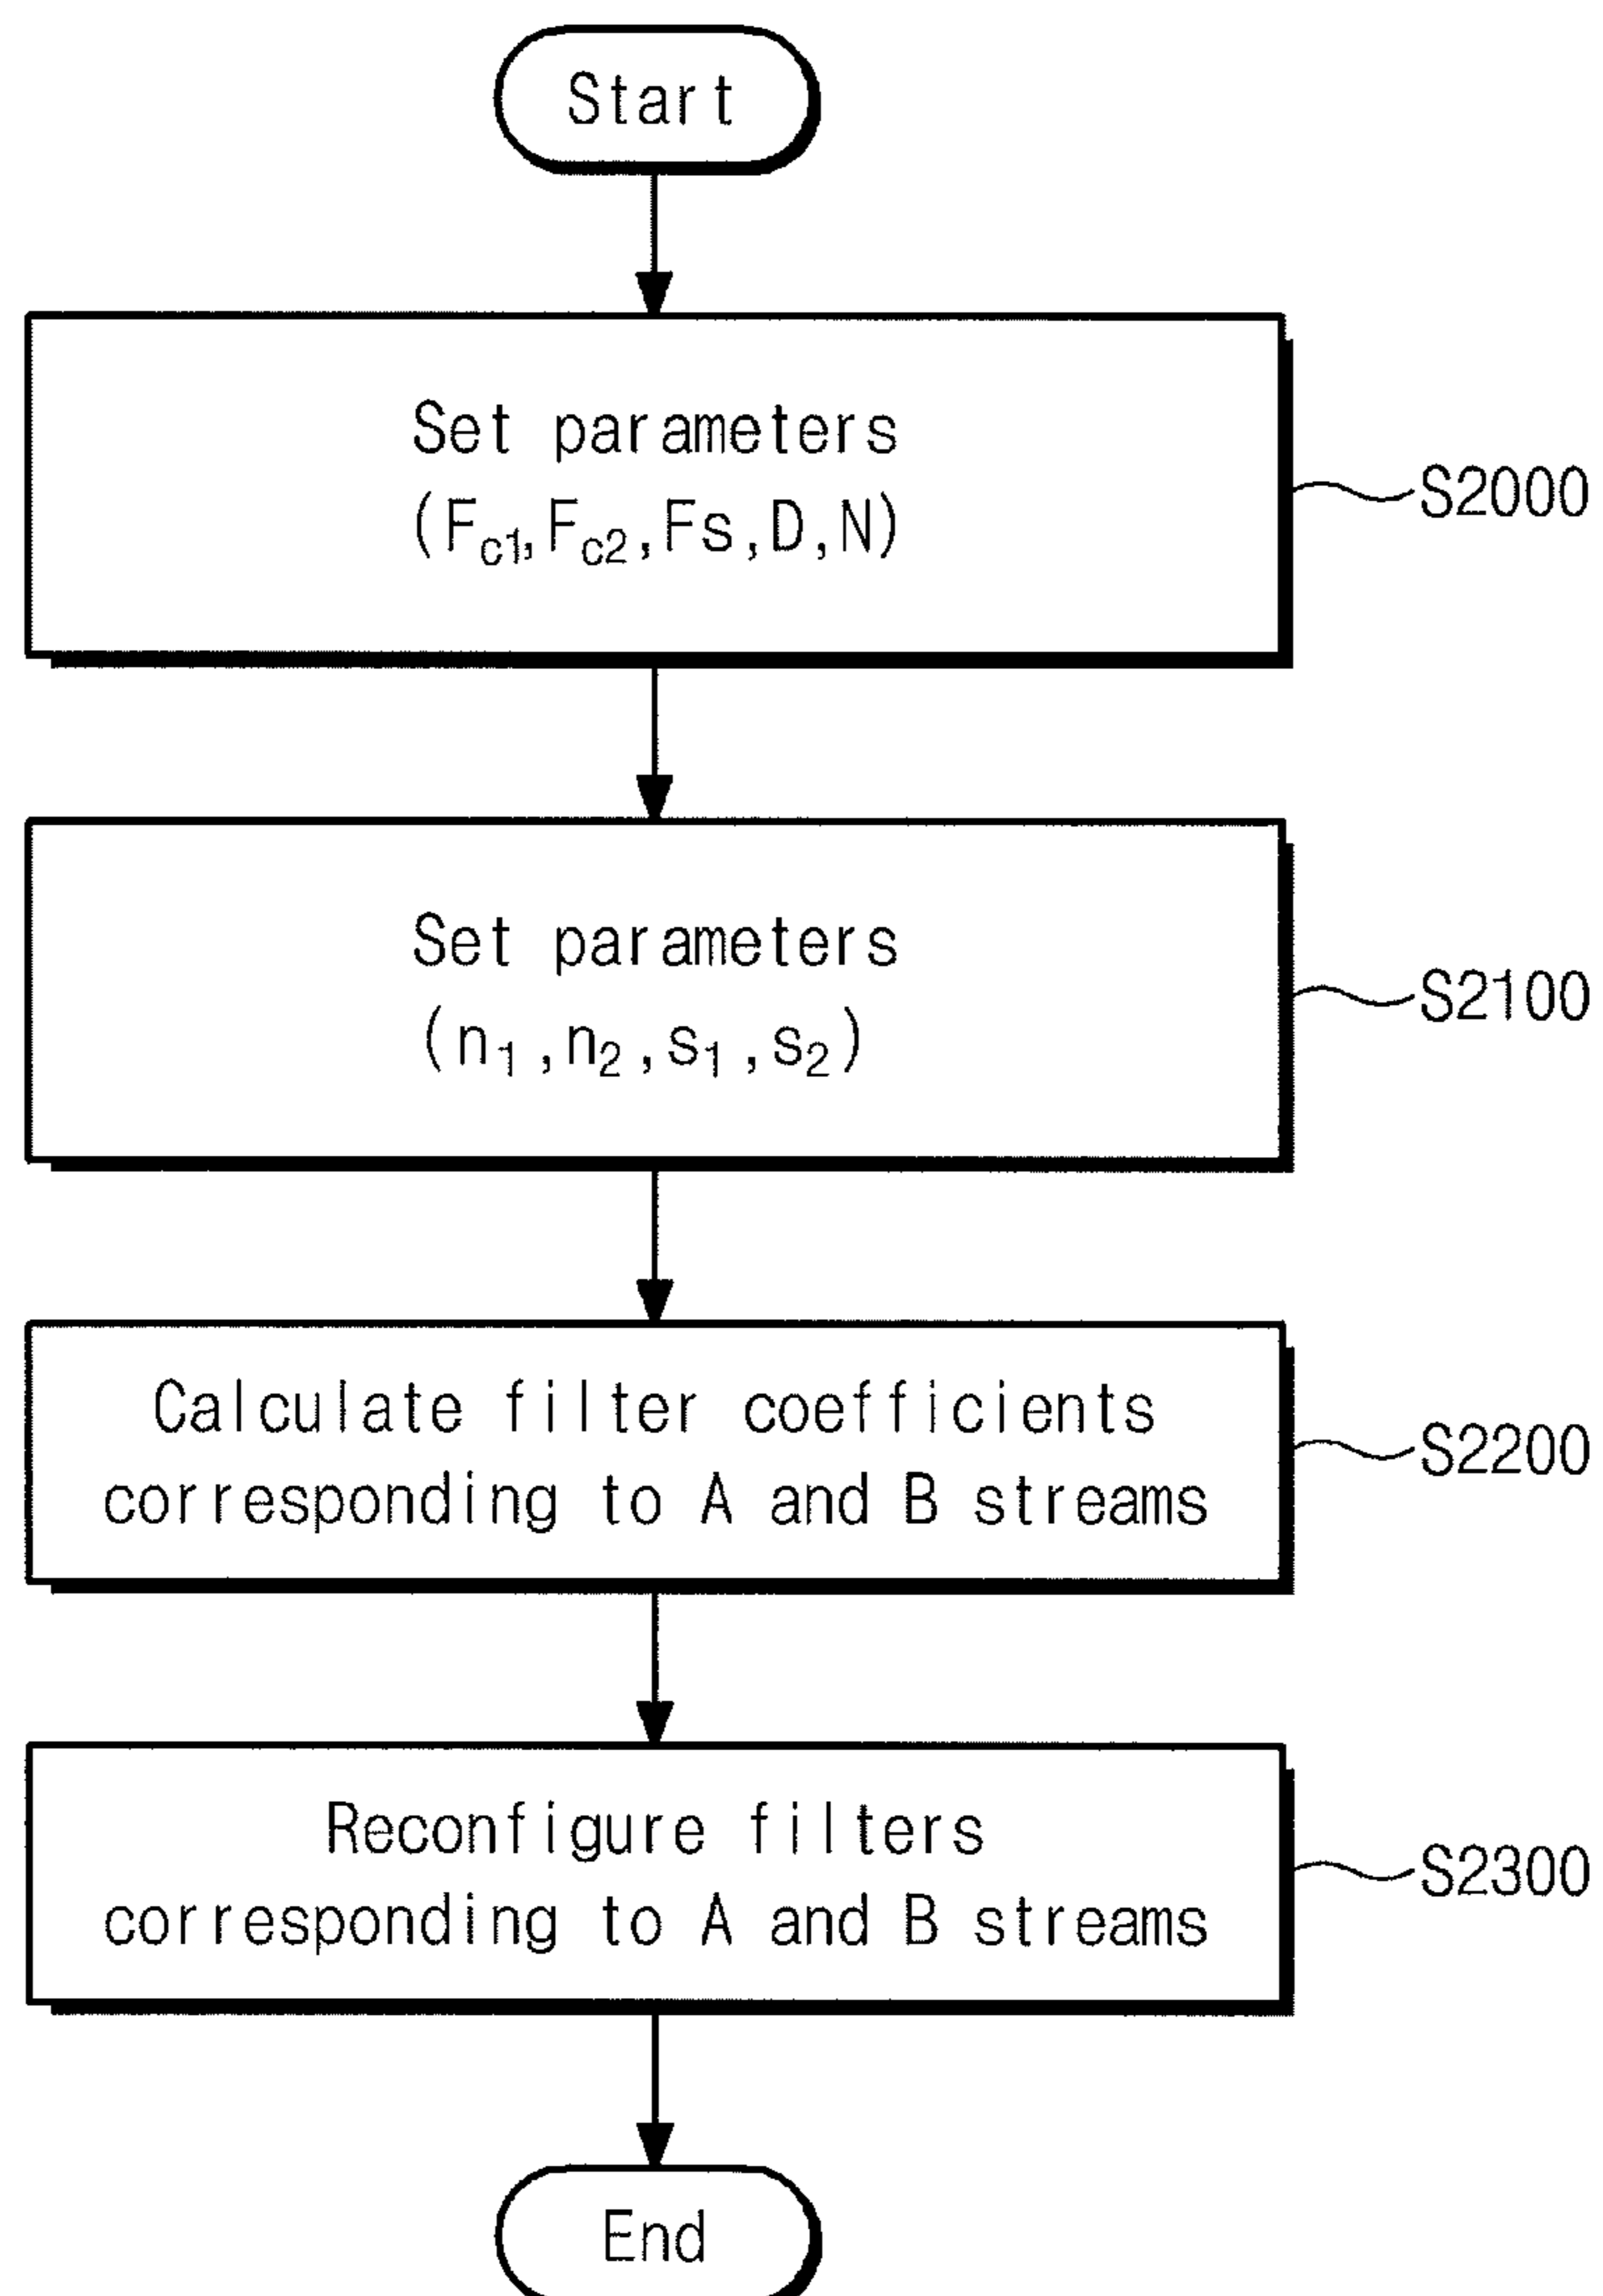 Start
Set parameters
(Fc1,Fc2,Fs,D,N)
S2000
Set parameters
(n1,n2,s1,s2)
S2100
Calculate filter coefficients
corresponding to A and B streams
S2200
Reconfigure filters
corresponding to A and B streams
S2300
End